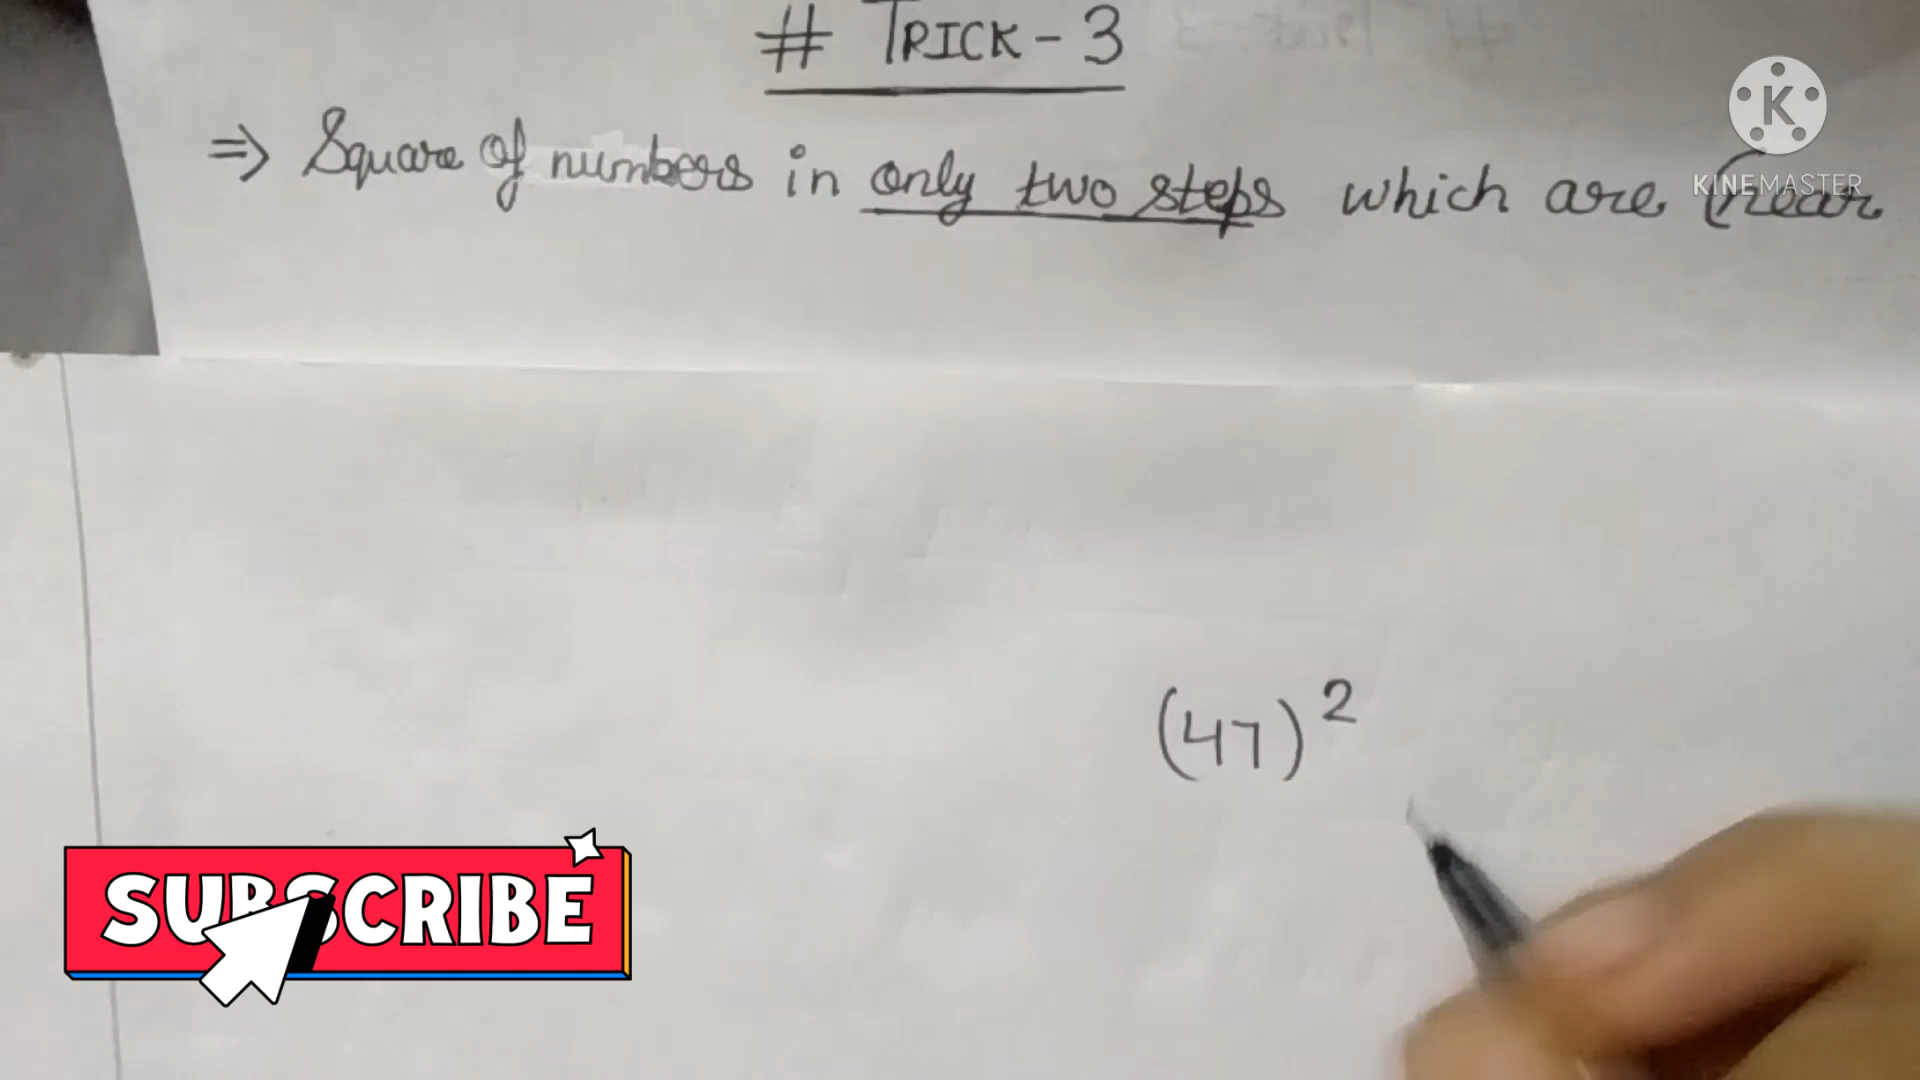 # TRICK-3
K
KINEMASTER
⇒ Square of numbers in only two steps which are (near
(47)²
SUBSCRIBE